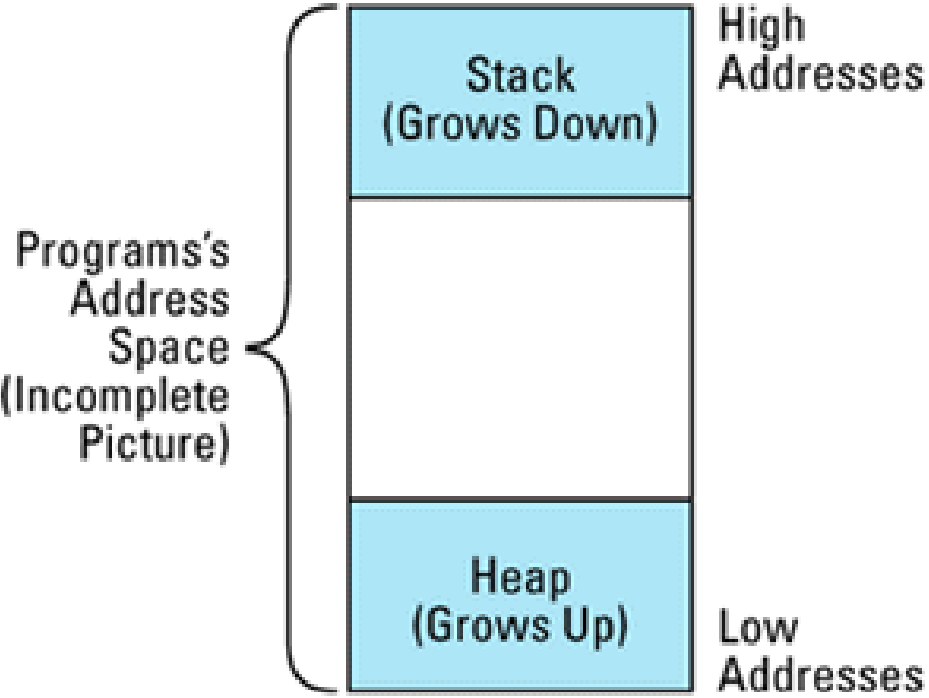 Stack
(Grows Down)
High
Addresses
Programs's
Address
Space
(Incomplete
Picture)
Heap
(Grows Up)
Low
Addresses